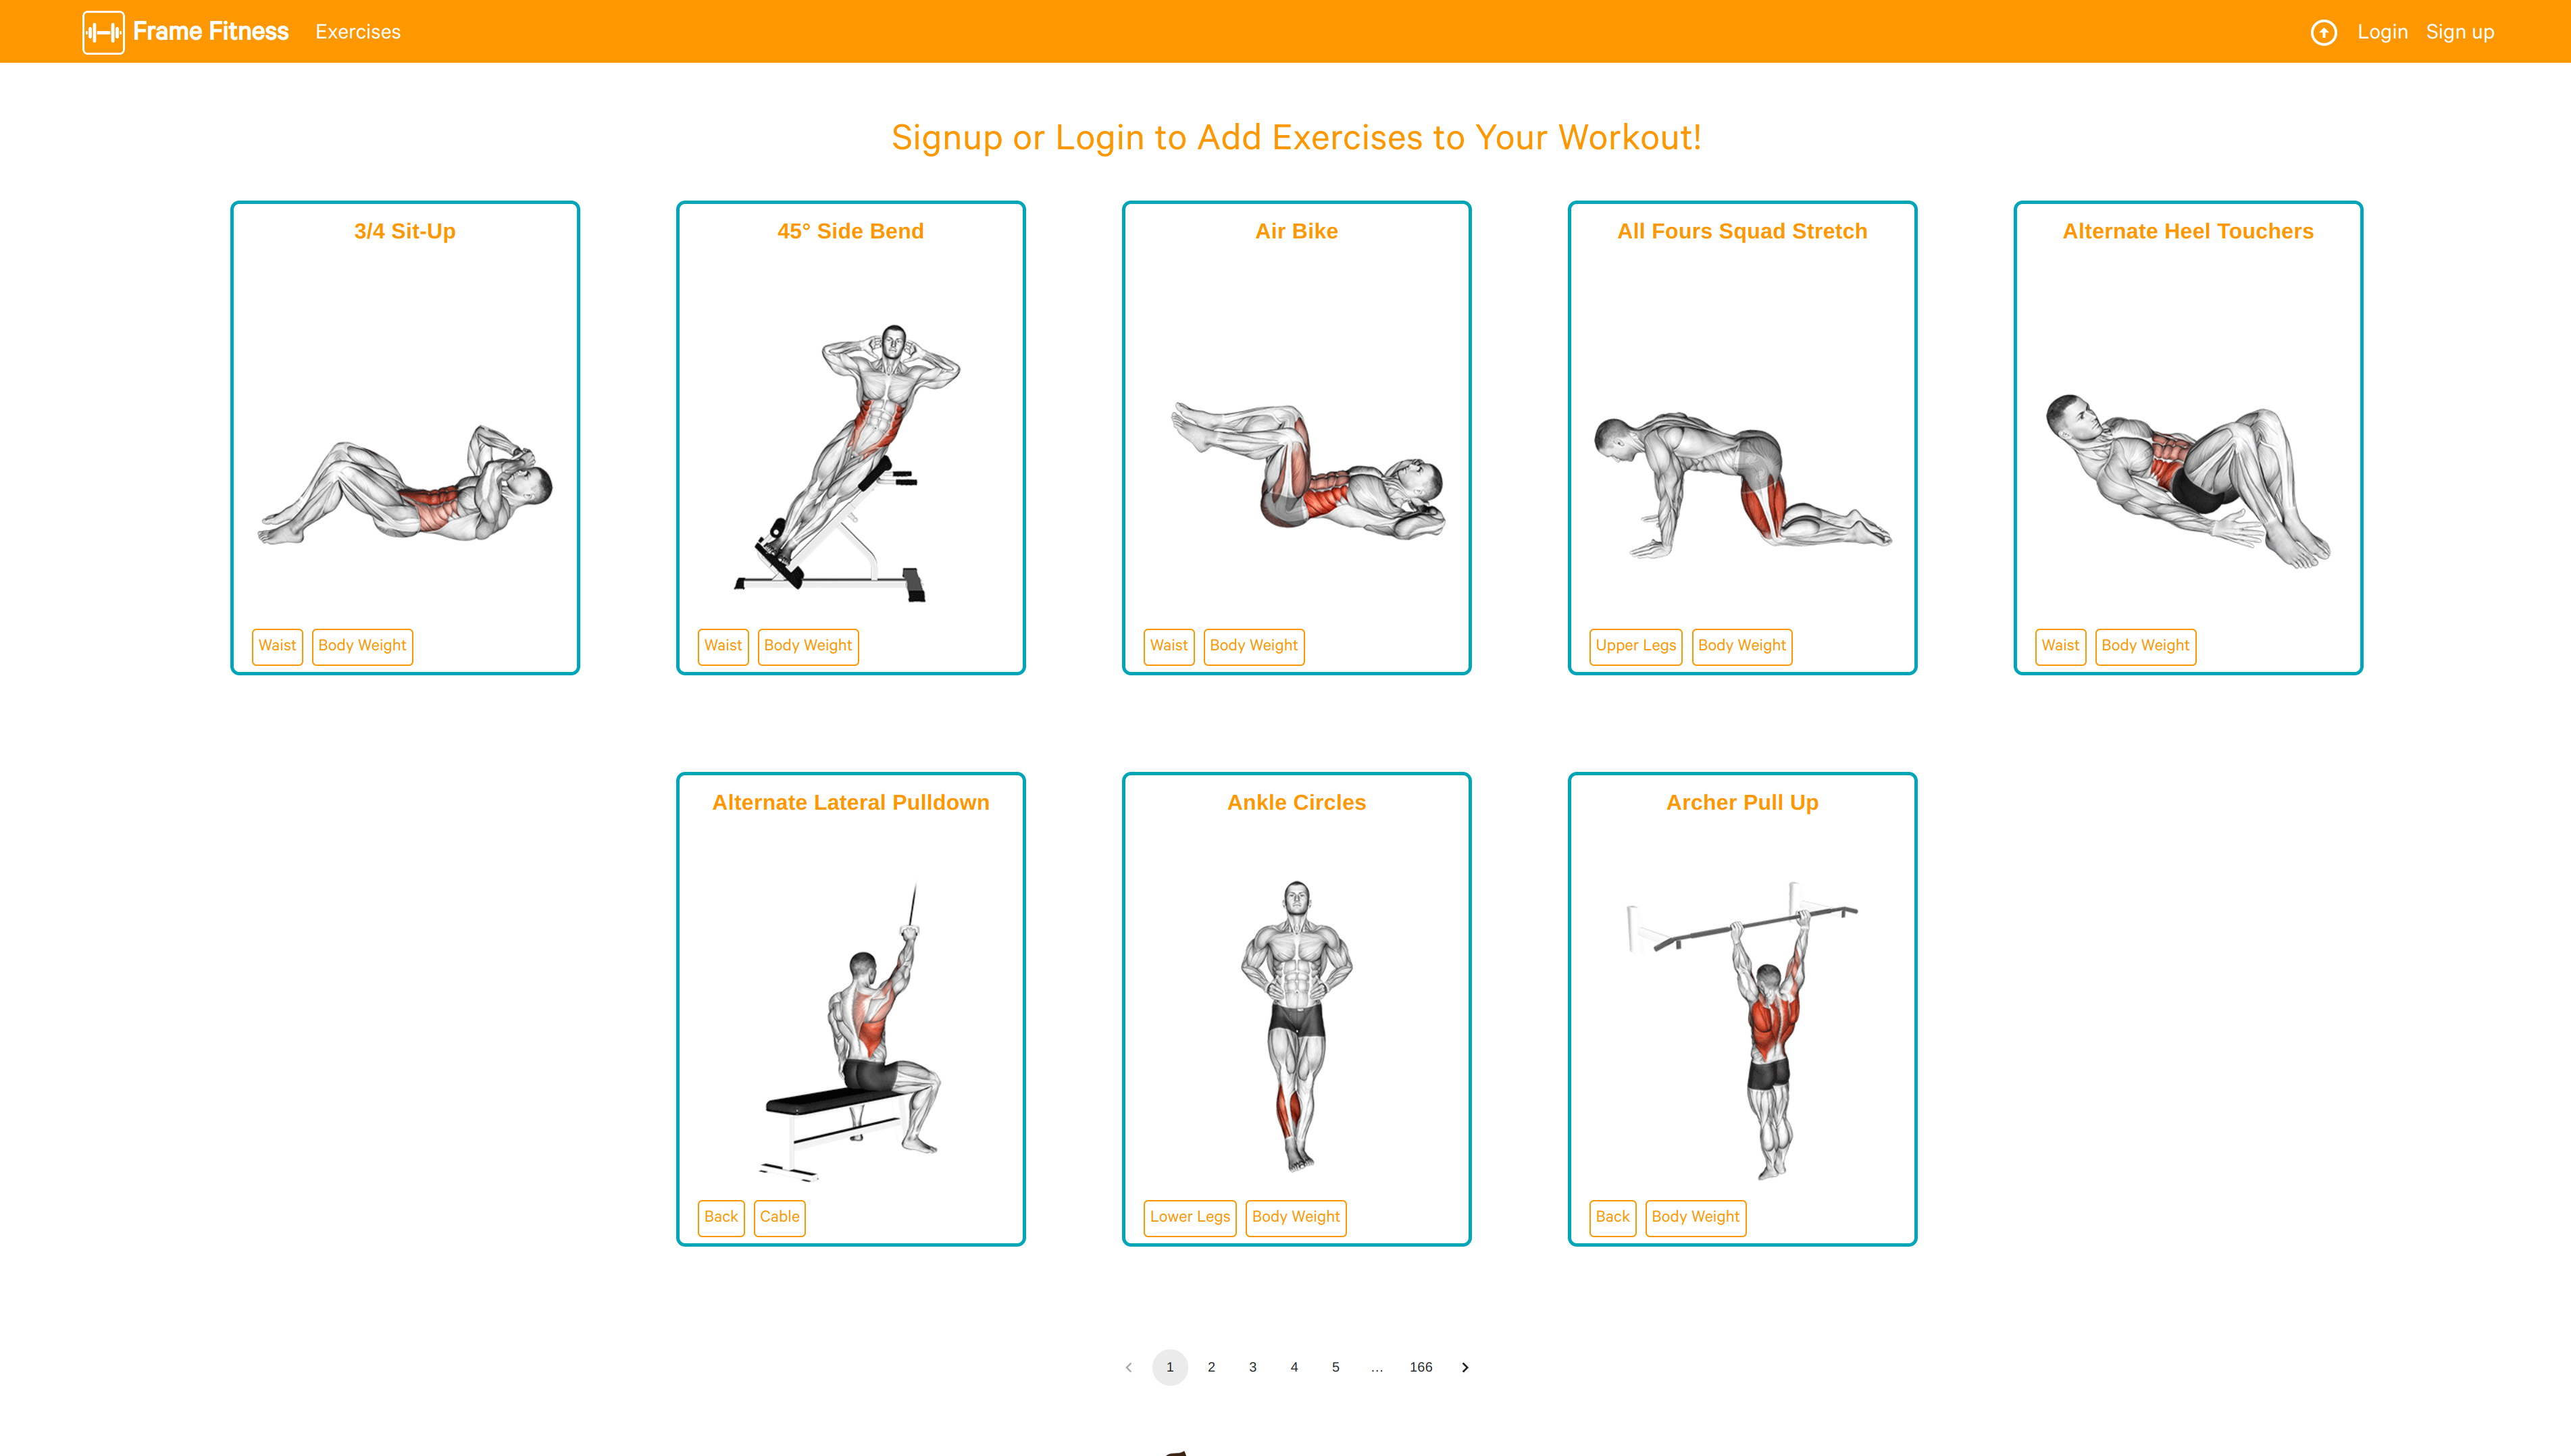 Frame Fitness Exercises Login Sign up
Signup or Login to Add Exercises to Your Workout!
3/4 Sit-Up
Waist Body Weight
45° Side Bend
Waist Body Weight
Air Bike
Waist Body Weight
All Fours Squad Stretch
Upper Legs Body Weight
Alternate Heel Touchers
Waist Body Weight
Alternate Lateral Pulldown
Back Cable
Ankle Circles
Lower Legs Body Weight
Archer Pull Up
Back Body Weight
1 2 3 4 5 … 166